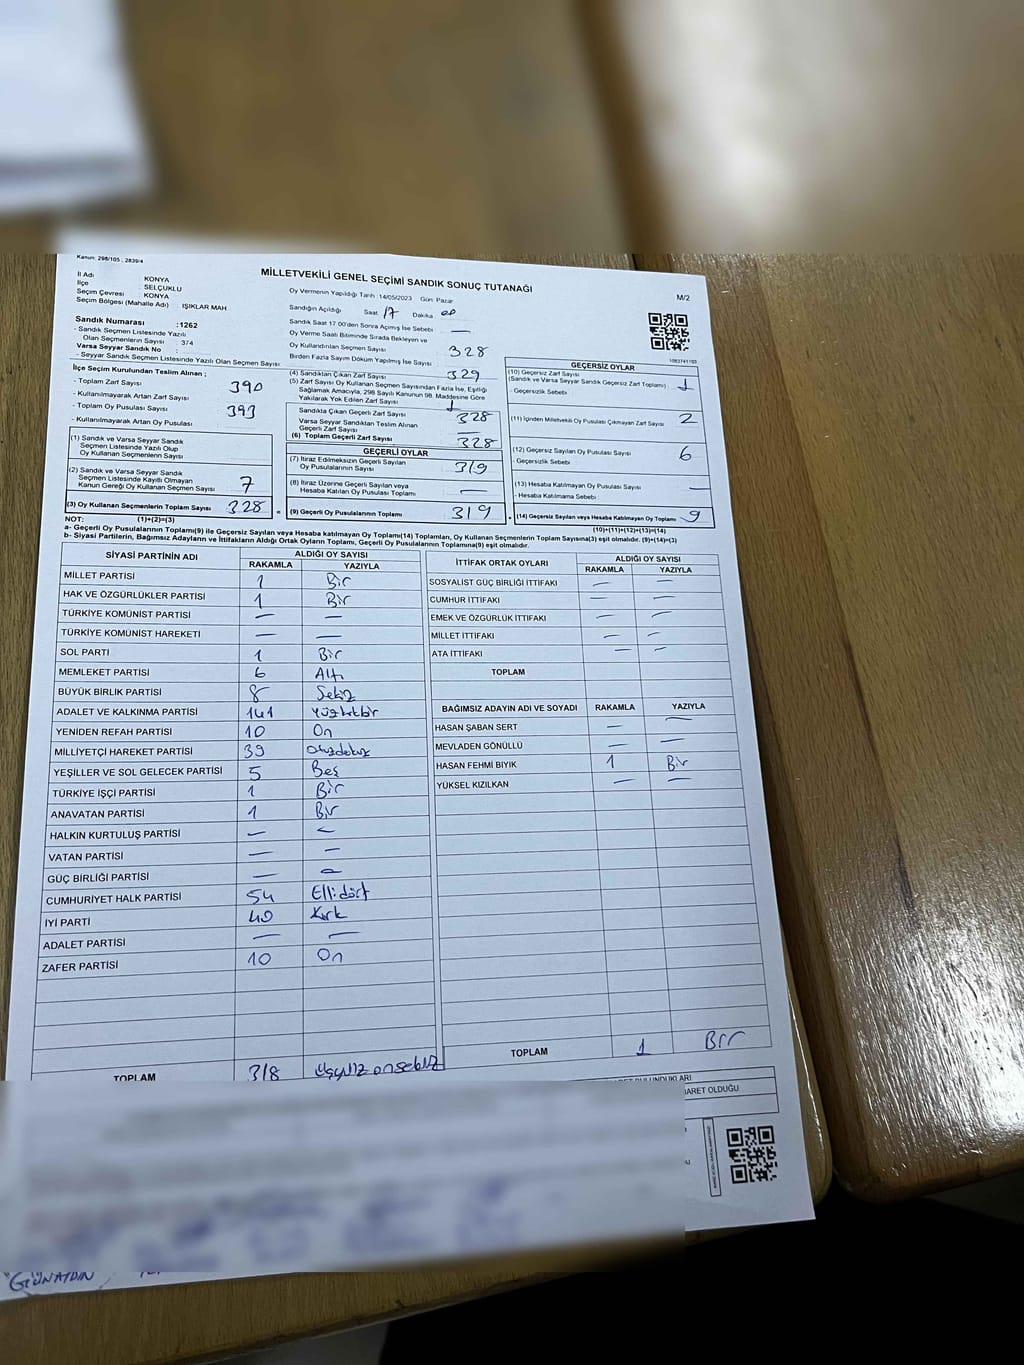 Kanun: 298/105 ; 2839/4
MİLLETVEKİLİ GENEL SEÇİMİ SANDIK SONUÇ TUTANAĞI
M/2
İl Adı : KONYA
İlçe : SELÇUKLU
Seçim Çevresi : KONYA
Seçim Bölgesi (Mahalle Adı) : IŞIKLAR MAH
Sandık Numarası :1262
- Sandık Seçmen Listesinde Yazılı
Olan Seçmenlerin Sayısı : 374
Varsa Seyyar Sandık No :
- Seyyar Sandık Seçmen Listesinde Yazılı Olan Seçmen Sayısı:
Oy Vermenin Yapıldığı Tarih :14/05/2023 Gün: Pazar
Sandığın Açıldığı Saat 17 Dakika
Sandık Saat 17.00'den Sonra Açmış İse Sebebi —
Oy Verme Saati Bitiminde Sırada Bekleyen ve
Oy Kullandırılan Seçmen Sayısı 328
Birden Fazla Sayım Döküm Yapılmış İse Sayısı :
1083741103
İlçe Seçim Kurulundan Teslim Alınan ;
- Toplam Zarf Sayısı 390
- Kullanılmayarak Artan Zarf Sayısı
- Toplam Oy Pusulası Sayısı 393
- Kullanılmayarak Artan Oy Pusulası
(1) Sandık ve Varsa Seyyar Sandık
Seçmen Listesinde Yazılı Olup
Oy Kullanan Seçmenlerin Sayısı
(2) Sandık ve Varsa Seyyar Sandık
Seçmen Listesinde Kayıtlı Olmayan
Kanun Gereği Oy Kullanan Seçmen Sayısı 7
(3) Oy Kullanan Seçmenlerin Toplam Sayısı 328
(4) Sandıktan Çıkan Zarf Sayısı 329
(5) Zarf Sayısı Oy Kullanan Seçmen Sayısından Fazla İse, Eşitliği
Sağlamak Amacıyla, 298 Sayılı Kanunun 98. Maddesine Göre
Yakılarak Yok Edilen Zarf Sayısı 1
Sandıkta Çıkan Geçerli Zarf Sayısı 328
Varsa Seyyar Sandıktan Teslim Alınan
Geçerli Zarf Sayısı —
(6) Toplam Geçerli Zarf Sayısı 328
GEÇERLİ OYLAR
(7) İtiraz Edilmeksizin Geçerli Sayılan
Oy Pusulalarının Sayısı 319
(8) İtiraz Üzerine Geçerli Sayılan veya
Hesaba Katılan Oy Pusulası Toplamı —
(9) Geçerli Oy Pusulalarının Toplamı 319
GEÇERSİZ OYLAR
(10) Geçersiz Zarf Sayısı
(Sandık ve Varsa Seyyar Sandık Geçersiz Zarf Toplamı) : 1
- Geçersizlik Sebebi
(11) İçinden Milletvekili Oy Pusulası Çıkmayan Zarf Sayısı 2
(12) Geçersiz Sayılan Oy Pusulası Sayısı 6
- Geçersizlik Sebebi
(13) Hesaba Katılmayan Oy Pusulası Sayısı —
- Hesaba Katılmama Sebebi
(14) Geçersiz Sayılan veya Hesaba Katılmayan Oy Toplamı 9
NOT: (1)+(2)=(3)
(10)+(11)+(12)+(13)=(14)
a- Geçerli Oy Pusulalarının Toplamı(9) ile Geçersiz Sayılan veya Hesaba Katılmayan Oy Toplamı(14) Toplamları, Oy Kullanan Seçmenlerin Toplam Sayısına(3) eşit olmalıdır. (9)+(14)=(3)
b- Siyasi Partilerin, Bağımsız Adayların ve İttifakların Aldığı Ortak Oyların Toplamı, Geçerli Oy Pusulalarının Toplamına(9) eşit olmalıdır.
SİYASİ PARTİNİN ADI ALDIĞI OY SAYISI
RAKAMLA YAZIYLA
MİLLET PARTİSİ 1 Bir
HAK VE ÖZGÜRLÜKLER PARTİSİ 1 Bir
TÜRKİYE KOMÜNİST PARTİSİ — —
TÜRKİYE KOMÜNİST HAREKETİ — —
SOL PARTİ 1 Bir
MEMLEKET PARTİSİ 6 Altı
BÜYÜK BİRLİK PARTİSİ 8 Sekiz
ADALET VE KALKINMA PARTİSİ 141 Yüzkırkbir
YENİDEN REFAH PARTİSİ 10 On
MİLLİYETÇİ HAREKET PARTİSİ 39 Otuzdokuz
YEŞİLLER VE SOL GELECEK PARTİSİ 5 Beş
TÜRKİYE İŞÇİ PARTİSİ 1 Bir
ANAVATAN PARTİSİ 1 Bir
HALKIN KURTULUŞ PARTİSİ — —
VATAN PARTİSİ — —
GÜÇ BİRLİĞİ PARTİSİ — —
CUMHURİYET HALK PARTİSİ 54 Ellidört
İYİ PARTİ 40 Kırk
ADALET PARTİSİ — —
ZAFER PARTİSİ 10 On
TOPLAM 318 Üçyüzonsekiz
İTTİFAK ORTAK OYLARI ALDIĞI OY SAYISI
RAKAMLA YAZIYLA
SOSYALİST GÜÇ BİRLİĞİ İTTİFAKI — —
CUMHUR İTTİFAKI — —
EMEK VE ÖZGÜRLÜK İTTİFAKI — —
MİLLET İTTİFAKI — —
ATA İTTİFAKI — —
TOPLAM
BAĞIMSIZ ADAYIN ADI VE SOYADI RAKAMLA YAZIYLA
HASAN ŞABAN SERT — —
MEVLADEN GÖNÜLLÜ — —
HASAN FEHMİ BIYIK 1 Bir
YÜKSEL KIZILKAN — —
TOPLAM 1 Bir
BARET OLDUĞU
GÜNAYDIN